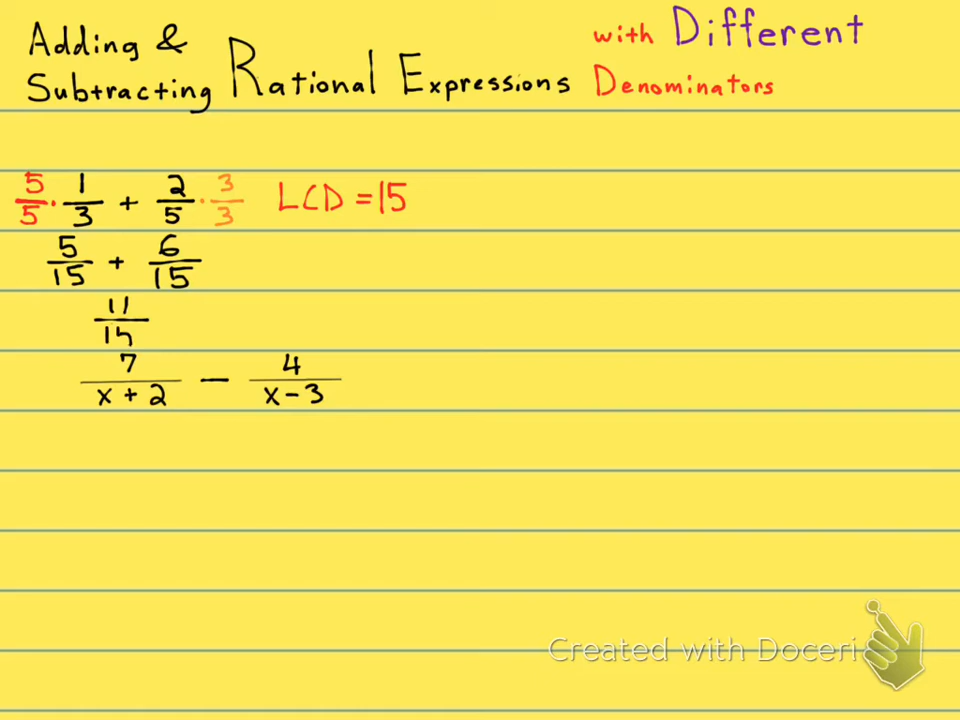 Adding & Subtracting Rational Expressions with Different Denominators
5/5 · 1/3 + 2/5 · 3/3 LCD = 15
5/15 + 6/15
11/15
7/(x + 2) − 4/(x − 3)
Created with Doceri